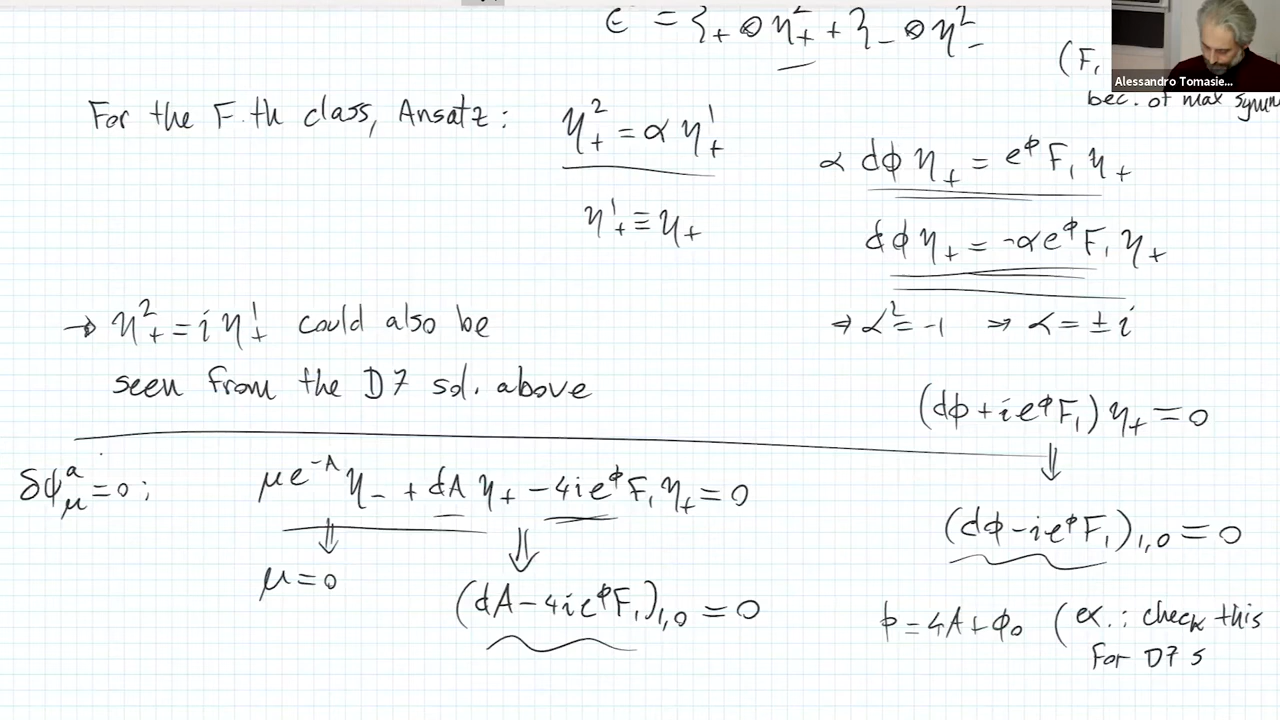 ϵ = ζ₊ ⊗ η²₊ + ζ₋ ⊗ η²₋
(F₁
Alessandro Tomasie...
bec. of max symm
For the F.th class, Ansatz: η²₊ = α η¹₊
η¹₊ ≡ η₊
α dϕ η₊ = e^ϕ F₁ η₊
dϕ η₊ = -α e^ϕ F₁ η₊
⇒ α² = -1 ⇒ α = ± i
→ η²₊ = i η¹₊ could also be
seen from the D7 sol. above
(dϕ + i e^ϕ F₁) η₊ = 0
⇓
(dϕ - i e^ϕ F₁)₁,₀ = 0
δψ^a_μ = 0 : μ e^{-A} η₋ + dA η₊ - 4i e^ϕ F₁ η₊ = 0
⇓ ⇓
μ = 0
(dA - 4i e^ϕ F₁)₁,₀ = 0
ϕ = 4A + ϕ₀ (ex.: check this
for D7 s